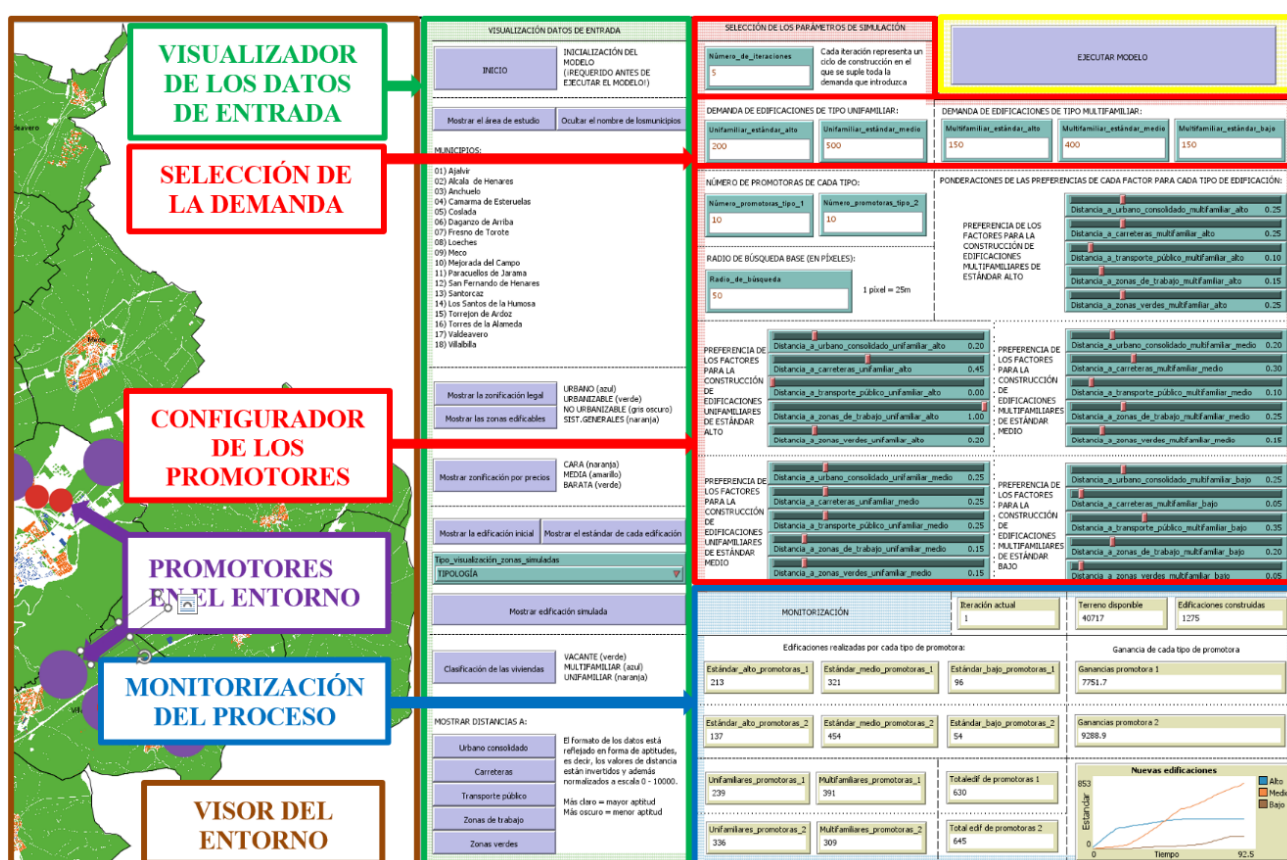 VISUALIZADOR
DE LOS DATOS
DE ENTRADA
SELECCIÓN DE
LA DEMANDA
CONFIGURADOR
DE LOS
PROMOTORES
PROMOTORES
EN EL ENTORNO
MONITORIZACIÓN
DEL PROCESO
VISOR DEL
ENTORNO
Meco
VISUALIZACIÓN DATOS DE ENTRADA
INICIO
INICIALIZACIÓN DEL
MODELO
(¡REQUERIDO ANTES DE
EJECUTAR EL MODELO!)
Mostrar el área de estudio
Ocultar el nombre de losmunicipios
MUNICIPIOS:
01) Ajalvir
02) Alcala de Henares
03) Anchuelo
04) Camarma de Esteruelas
05) Coslada
06) Daganzo de Arriba
07) Fresno de Torote
08) Loeches
09) Meco
10) Mejorada del Campo
11) Paracuellos de Jarama
12) San Fernando de Henares
13) Santorcaz
14) Los Santos de la Humosa
15) Torrejon de Ardoz
16) Torres de la Alameda
17) Valdeavero
18) Villalbilla
Mostrar la zonificación legal
Mostrar las zonas edificables
URBANO (azul)
URBANIZABLE (verde)
NO URBANIZABLE (gris oscuro)
SIST.GENERALES (naranja)
Mostrar zonificación por precios
CARA (naranja)
MEDIA (amarillo)
BARATA (verde)
Mostrar la edificación inicial
Mostrar el estándar de cada edificación
Tipo_visualización_zonas_simuladas
TIPOLOGÍA
Mostrar edificación simulada
Clasificación de las viviendas
VACANTE (verde)
MULTIFAMILIAR (azul)
UNIFAMILIAR (naranja)
MOSTRAR DISTANCIAS A:
Urbano consolidado
Carreteras
Transporte público
Zonas de trabajo
Zonas verdes
El formato de los datos está
reflejado en forma de aptitudes,
es decir, los valores de distancia
están invertidos y además
normalizados a escala 0 - 10000.
Más claro = mayor aptitud
Más oscuro = menor aptitud
SELECCIÓN DE LOS PARÁMETROS DE SIMULACIÓN
Número_de_iteraciones
5
Cada iteración representa un
ciclo de construcción en el
que se suple toda la
demanda que introduzca
EJECUTAR MODELO
DEMANDA DE EDIFICACIONES DE TIPO UNIFAMILIAR:
Unifamiliar_estándar_alto
200
Unifamiliar_estándar_medio
500
DEMANDA DE EDIFICACIONES DE TIPO MULTIFAMILIAR:
Multifamiliar_estándar_alto
150
Multifamiliar_estándar_medio
400
Multifamiliar_estándar_bajo
150
NÚMERO DE PROMOTORAS DE CADA TIPO:
Número_promotoras_tipo_1
10
Número_promotoras_tipo_2
10
RADIO DE BÚSQUEDA BASE (EN PÍXELES):
Radio_de_búsqueda
50
1 píxel = 25m
PONDERACIONES DE LAS PREFERENCIAS DE CADA FACTOR PARA CADA TIPO DE EDIFICACIÓN:
PREFERENCIA DE LOS
FACTORES PARA LA
CONSTRUCCIÓN DE
EDIFICACIONES
MULTIFAMILIARES DE
ESTÁNDAR ALTO
Distancia_a_urbano_consolidado_multifamiliar_alto 0.25
Distancia_a_carreteras_multifamiliar_alto 0.25
Distancia_a_transporte_público_multifamiliar_alto 0.10
Distancia_a_zonas_de_trabajo_multifamiliar_alto 0.15
Distancia_a_zonas_verdes_multifamiliar_alto 0.25
PREFERENCIA DE
LOS FACTORES
PARA LA
CONSTRUCCIÓN
DE
EDIFICACIONES
UNIFAMILIARES
DE ESTÁNDAR
ALTO
Distancia_a_urbano_consolidado_unifamiliar_alto 0.20
Distancia_a_carreteras_unifamiliar_alto 0.45
Distancia_a_transporte_público_unifamiliar_alto 0.00
Distancia_a_zonas_de_trabajo_unifamiliar_alto 1.00
Distancia_a_zonas_verdes_unifamiliar_alto 0.20
PREFERENCIA DE
LOS FACTORES
PARA LA
CONSTRUCCIÓN
DE
EDIFICACIONES
MULTIFAMILIARES
DE ESTÁNDAR
MEDIO
Distancia_a_urbano_consolidado_multifamiliar_medio 0.20
Distancia_a_carreteras_multifamiliar_medio 0.30
Distancia_a_transporte_público_multifamiliar_medio 0.10
Distancia_a_zonas_de_trabajo_multifamiliar_medio 0.25
Distancia_a_zonas_verdes_multifamiliar_medio 0.15
PREFERENCIA DE
LOS FACTORES
PARA LA
CONSTRUCCIÓN
DE
EDIFICACIONES
UNIFAMILIARES
DE ESTÁNDAR
MEDIO
Distancia_a_urbano_consolidado_unifamiliar_medio 0.25
Distancia_a_carreteras_unifamiliar_medio 0.25
Distancia_a_transporte_público_unifamiliar_medio 0.25
Distancia_a_zonas_de_trabajo_unifamiliar_medio 0.15
Distancia_a_zonas_verdes_unifamiliar_medio 0.15
PREFERENCIA DE
LOS FACTORES
PARA LA
CONSTRUCCIÓN
DE
EDIFICACIONES
MULTIFAMILIARES
DE ESTÁNDAR
BAJO
Distancia_a_urbano_consolidado_multifamiliar_bajo 0.25
Distancia_a_carreteras_multifamiliar_bajo 0.05
Distancia_a_transporte_público_multifamiliar_bajo 0.35
Distancia_a_zonas_de_trabajo_multifamiliar_bajo 0.20
Distancia_a_zonas_verdes_multifamiliar_bajo 0.05
MONITORIZACIÓN
Iteración actual
1
Terreno disponible
40717
Edificaciones construidas
1275
Edificaciones realizadas por cada tipo de promotora:
Ganancia de cada tipo de promotora
Estándar_alto_promotoras_1
213
Estándar_medio_promotoras_1
321
Estándar_bajo_promotoras_1
96
Ganancias promotora 1
7751.7
Estándar_alto_promotoras_2
137
Estándar_medio_promotoras_2
454
Estándar_bajo_promotoras_2
54
Ganancias promotora 2
9288.9
Unifamiliares_promotoras_1
239
Multifamiliares_promotoras_1
391
Totaledif de promotoras 1
630
Unifamiliares_promotoras_2
336
Multifamiliares_promotoras_2
309
Total edif de promotoras 2
645
Nuevas edificaciones
853
Estandar
0
0
Tiempo
92.5
Alto
Medio
Bajo